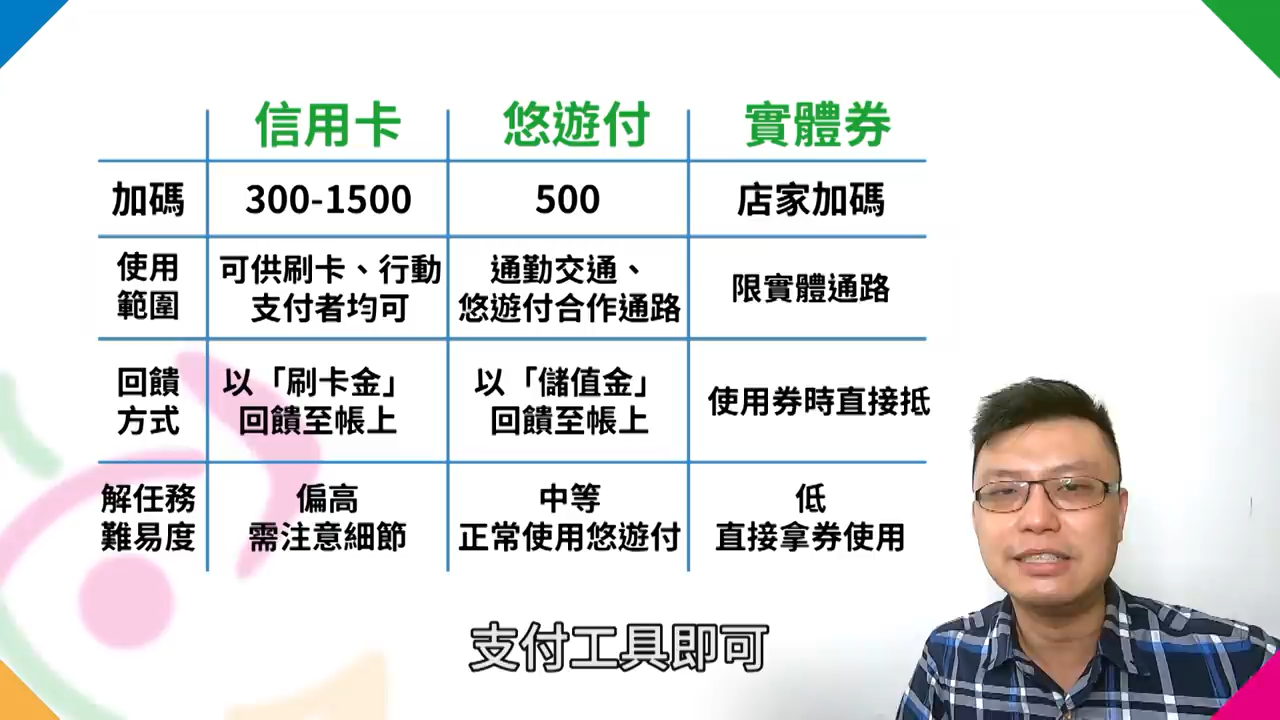 信用卡 悠遊付 實體券
加碼 300-1500 500 店家加碼
使用 可供刷卡、行動 通勤交通、 限實體通路
範圍 支付者均可 悠遊付合作通路
回饋 以「刷卡金」 以「儲值金」 使用券時直接抵
方式 回饋至帳上 回饋至帳上
解任務 偏高 中等 低
難易度 需注意細節 正常使用悠遊付 直接拿券使用
支付工具即可